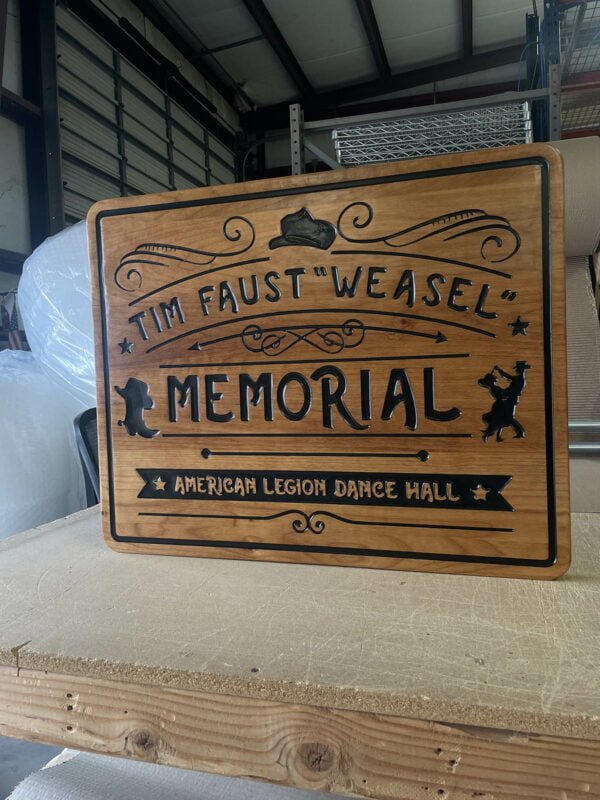 TIM FAUST "WEASEL"
MEMORIAL
AMERICAN LEGION DANCE HALL